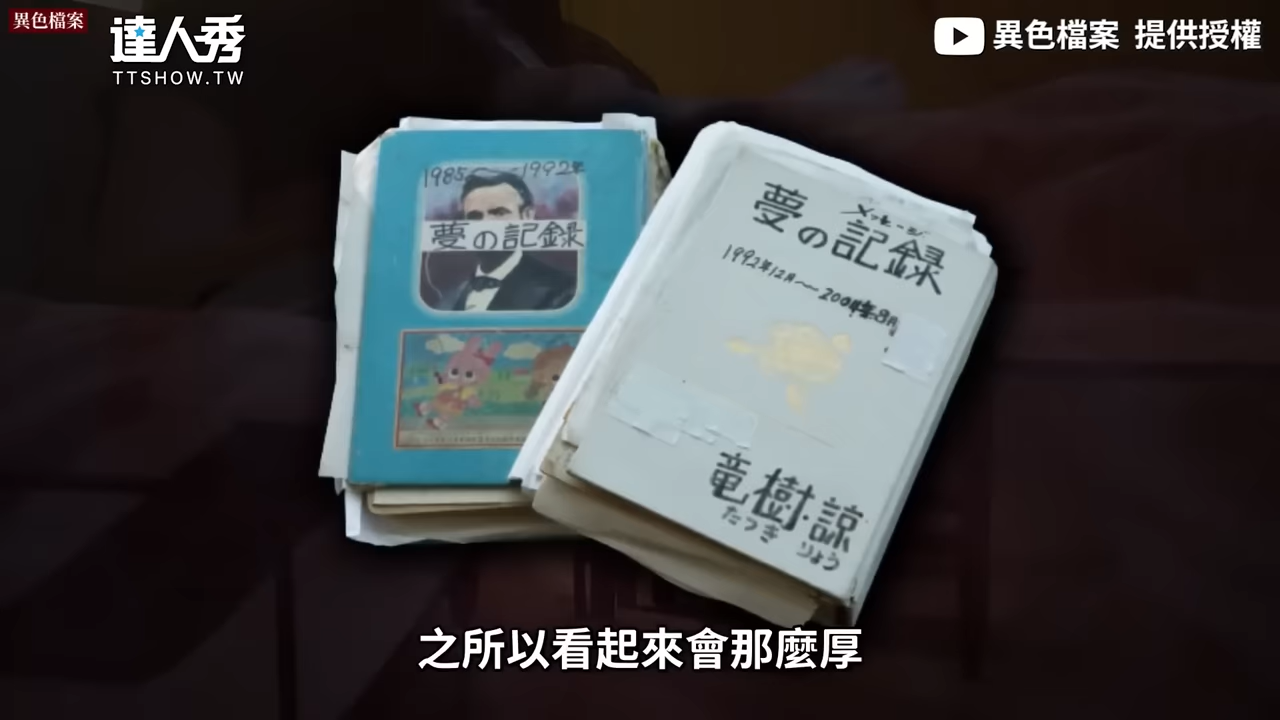 異色檔案
達人秀
TTSHOW.TW
異色檔案 提供授權
1985〜1992年
夢の記録
メッセージ
夢の記録
1992年12月〜2004年8月
竜樹・諒
たつき りょう
之所以看起來會那麼厚